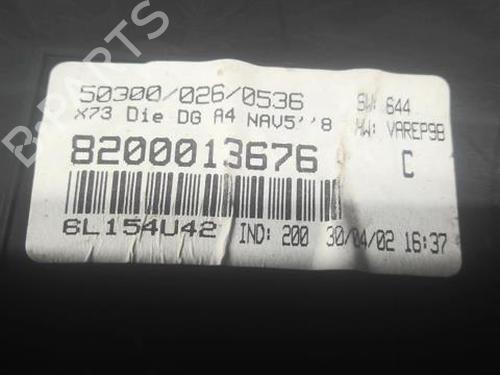 B-PARTS
50300/026/0536
SW: 644
X73 Die DG A4 NAV5''8
HW: VAREP9B
8200013676
C
6L154U42
IND: 200
30/04/02 16:37